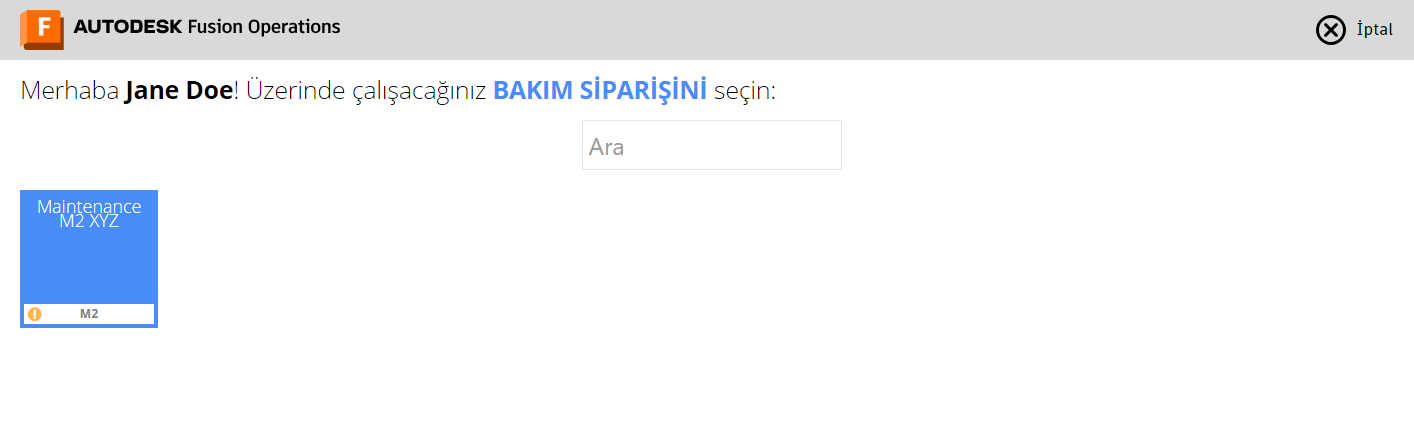 F AUTODESK Fusion Operations
İptal
Merhaba Jane Doe! Üzerinde çalışacağınız BAKIM SİPARİŞİNİ seçin:
Ara
Maintenance
M2 XYZ
! M2